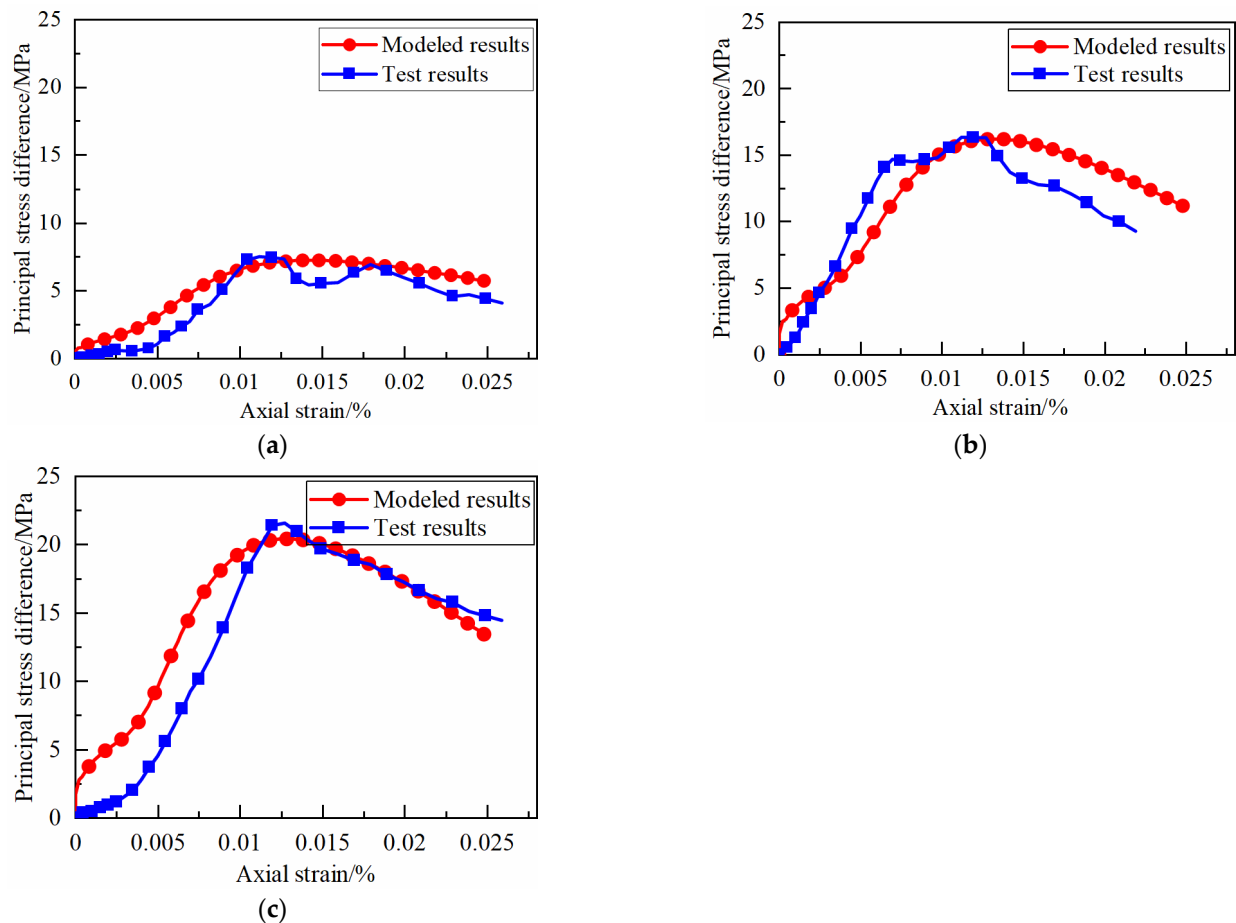 25
20
15
10
5
0
Principal stress difference/MPa
Modeled results
Test results
0 0.005 0.01 0.015 0.02 0.025
Axial strain/%
(a)
25
20
15
10
5
0
Principal stress difference/MPa
Modeled results
Test results
0 0.005 0.01 0.015 0.02 0.025
Axial strain/%
(b)
25
20
15
10
5
0
Principal stress difference/MPa
Modeled results
Test results
0 0.005 0.01 0.015 0.02 0.025
Axial strain/%
(c)